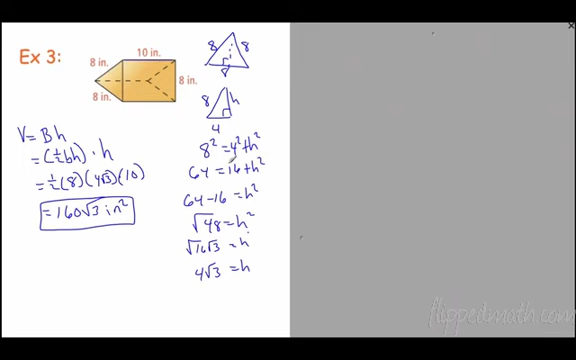 Ex 3:
10 in.
8 in.
8 in.
8 in.
8 8
8
8 h
4
V = Bh
= (½bh) · h
= ½(8)(4√3)(10)
= 160√3 in²
8² = 4² + h²
64 = 16 + h²
64 - 16 = h²
√48 = h²
√16√3 = h
4√3 = h
flippedmath.com